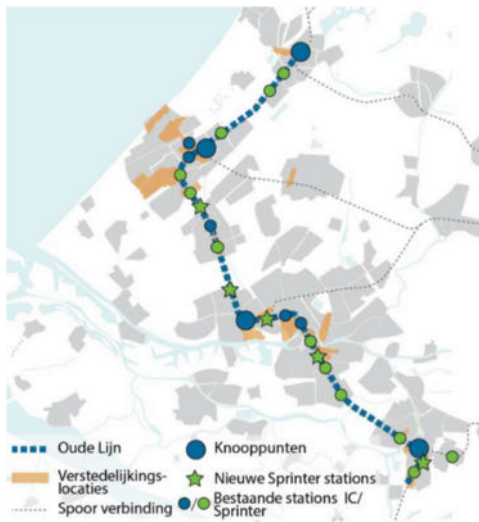 Oude Lijn
Knooppunten
Verstedelijkings-
locaties
Nieuwe Sprinter stations
Spoor verbinding
Bestaande stations IC/
Sprinter